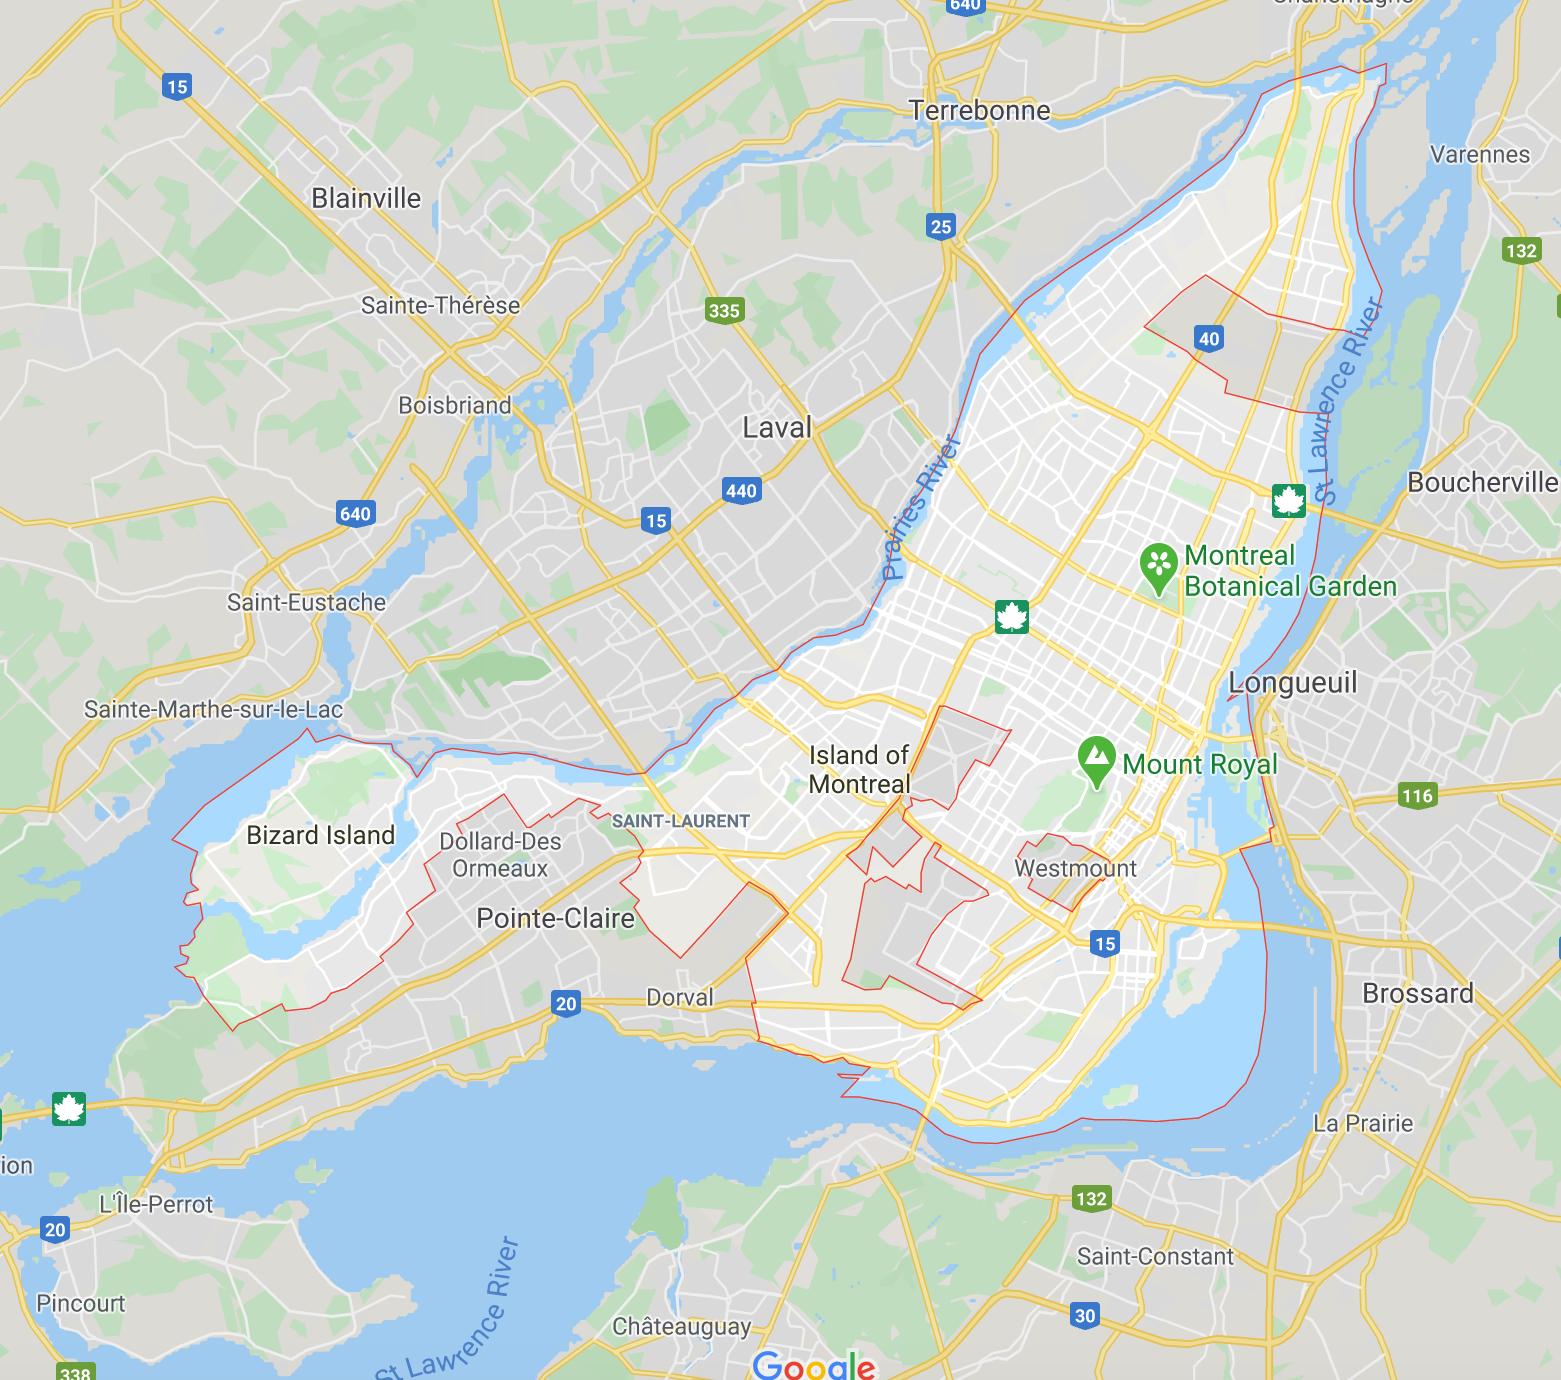 640
15
Terrebonne
Varennes
Blainville
25
132
Sainte-Thérèse
335
40
St Lawrence River
Boisbriand
Laval
Prairies River
440
Boucherville
640
15
Montreal
Botanical Garden
Saint-Eustache
Longueuil
Sainte-Marthe-sur-le-Lac
Island of
Montreal
Mount Royal
116
SAINT-LAURENT
Bizard Island
Dollard-Des
Ormeaux
Westmount
Pointe-Claire
15
Dorval
20
Brossard
La Prairie
L'Île-Perrot
132
20
Saint-Constant
St Lawrence River
Pincourt
30
Châteauguay
Google
338